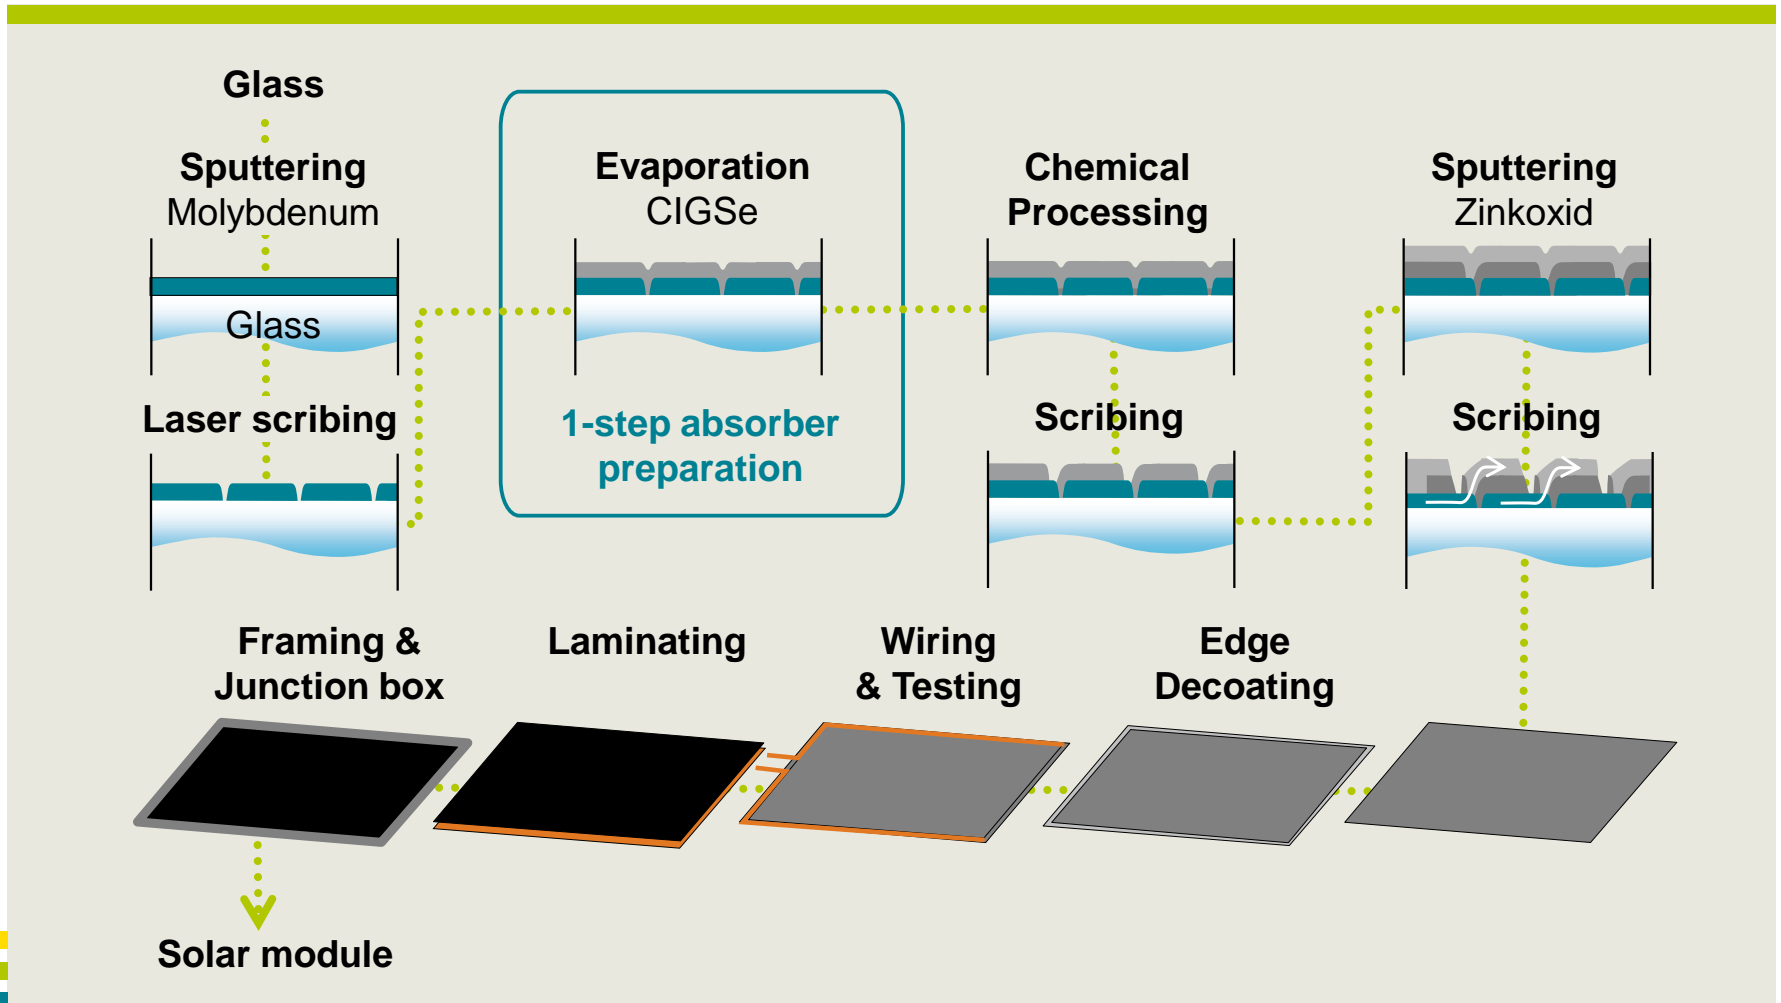 Glass
Sputtering
Molybdenum
Glass
Laser scribing
Evaporation
CIGSe
1-step absorber
preparation
Chemical
Processing
Scribing
Sputtering
Zinkoxid
Scribing
Edge
Decoating
Wiring
& Testing
Laminating
Framing &
Junction box
Solar module